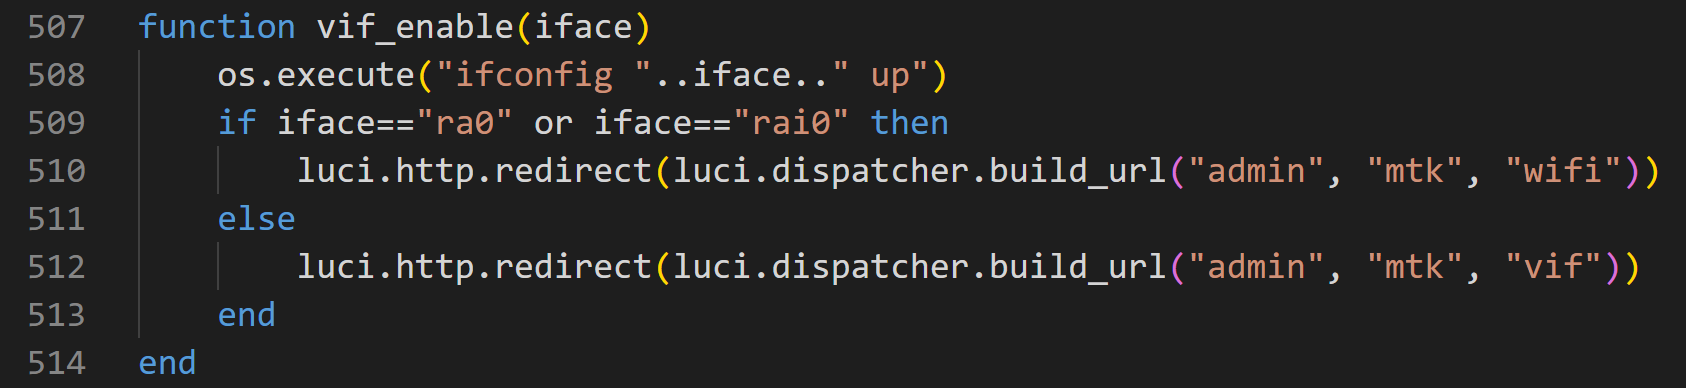 507 function vif_enable(iface)
508 os.execute("ifconfig "..iface.." up")
509 if iface=="ra0" or iface=="rai0" then
510 luci.http.redirect(luci.dispatcher.build_url("admin", "mtk", "wifi"))
511 else
512 luci.http.redirect(luci.dispatcher.build_url("admin", "mtk", "vif"))
513 end
514 end